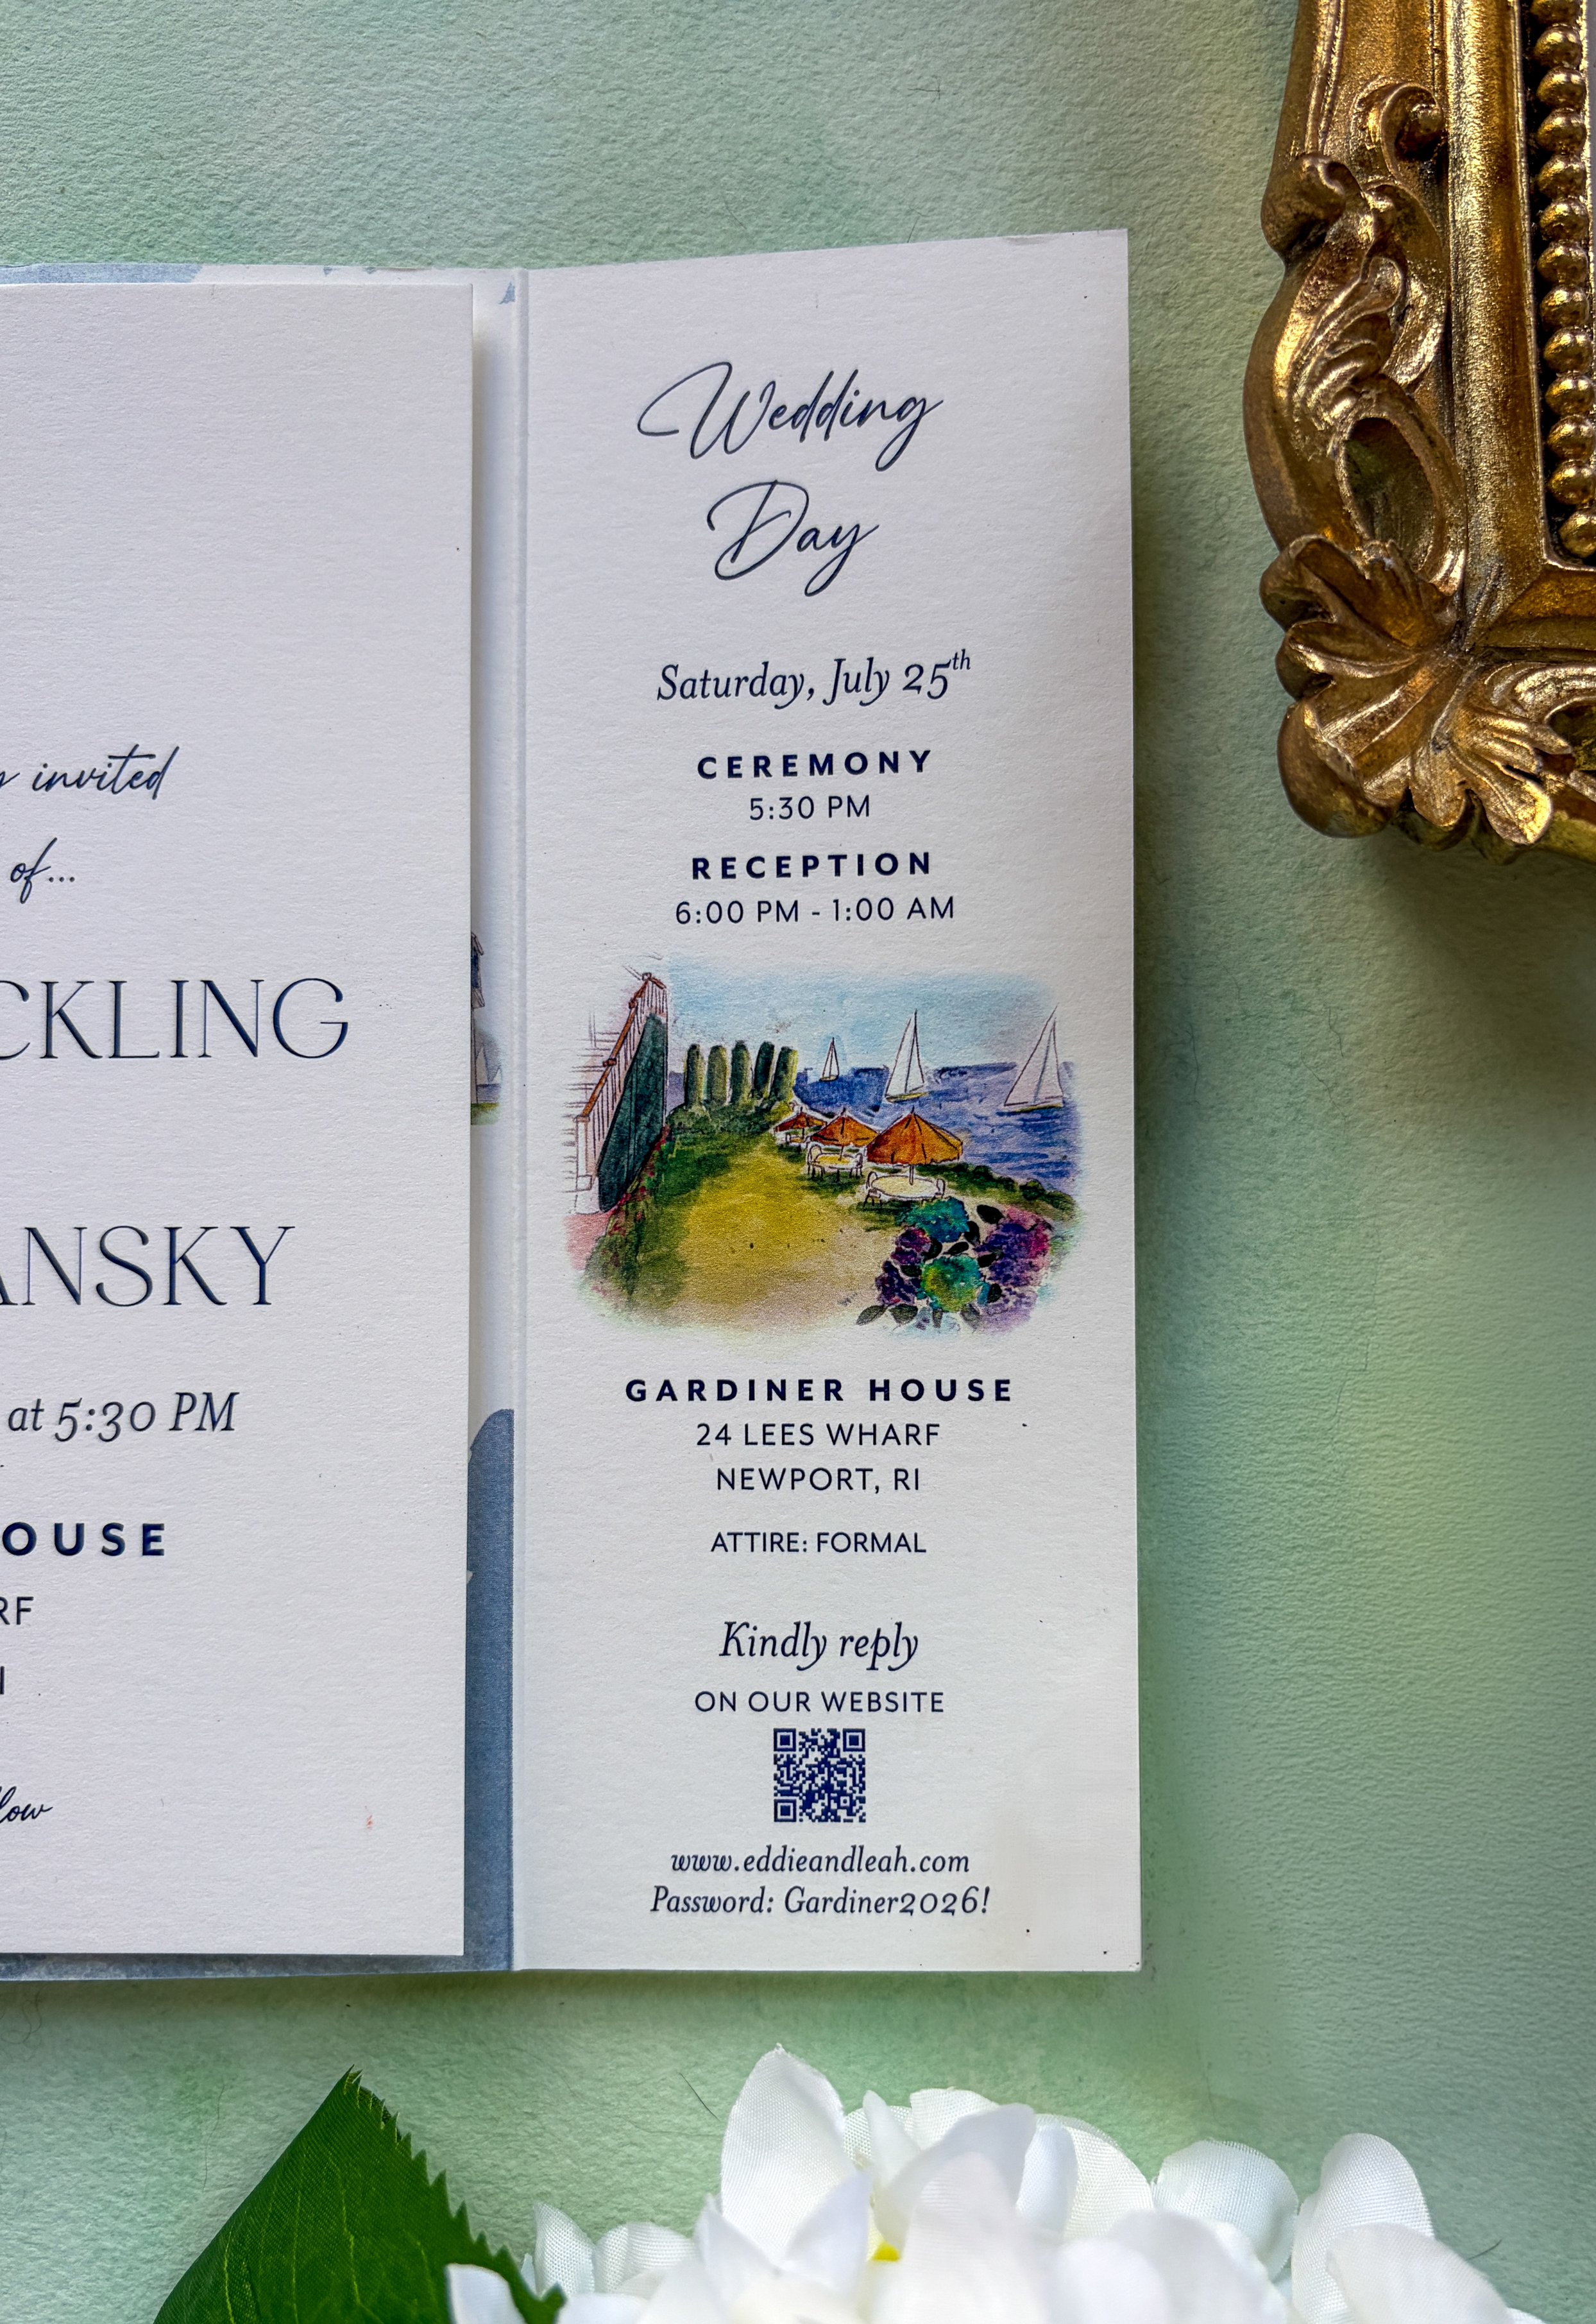 invited
of...
CKLING
ANSKY
at 5:30 PM
OUSE
RF
low
Wedding
Day
Saturday, July 25th
CEREMONY
5:30 PM
RECEPTION
6:00 PM - 1:00 AM
GARDINER HOUSE
24 LEES WHARF
NEWPORT, RI
ATTIRE: FORMAL
Kindly reply
ON OUR WEBSITE
www.eddieandleah.com
Password: Gardiner2026!